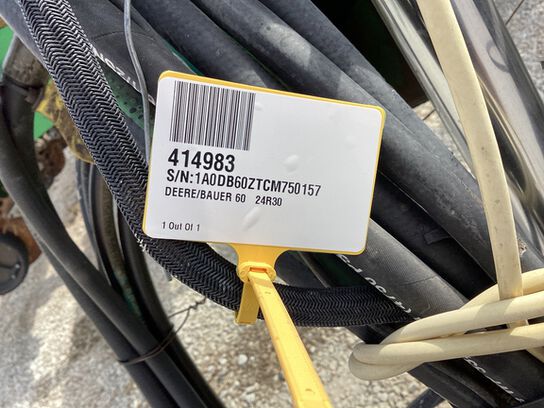 414983
S/N:1A0DB60ZTCM750157
DEERE/BAUER 60 24R30
1 Out Of 1